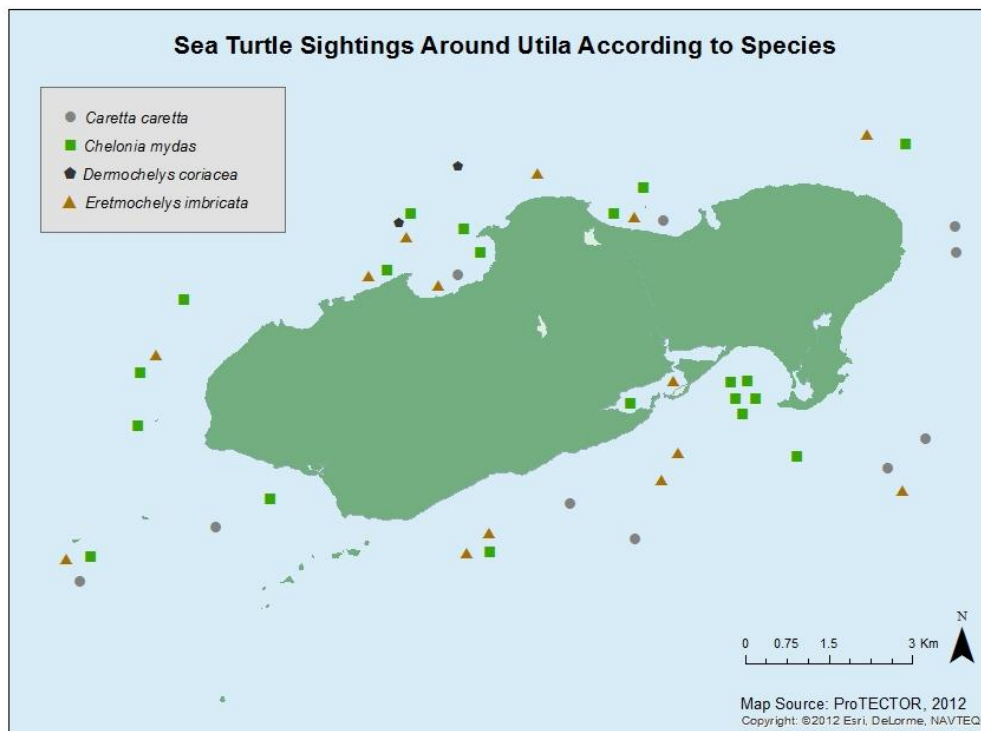 Sea Turtle Sightings Around Utila According to Species
Caretta caretta
Chelonia mydas
Dermochelys coriacea
Eretmochelys imbricata
N
0 0.75 1.5 3 Km
Map Source: ProTECTOR, 2012
Copyright: ©2012 Esri, DeLorme, NAVTEQ